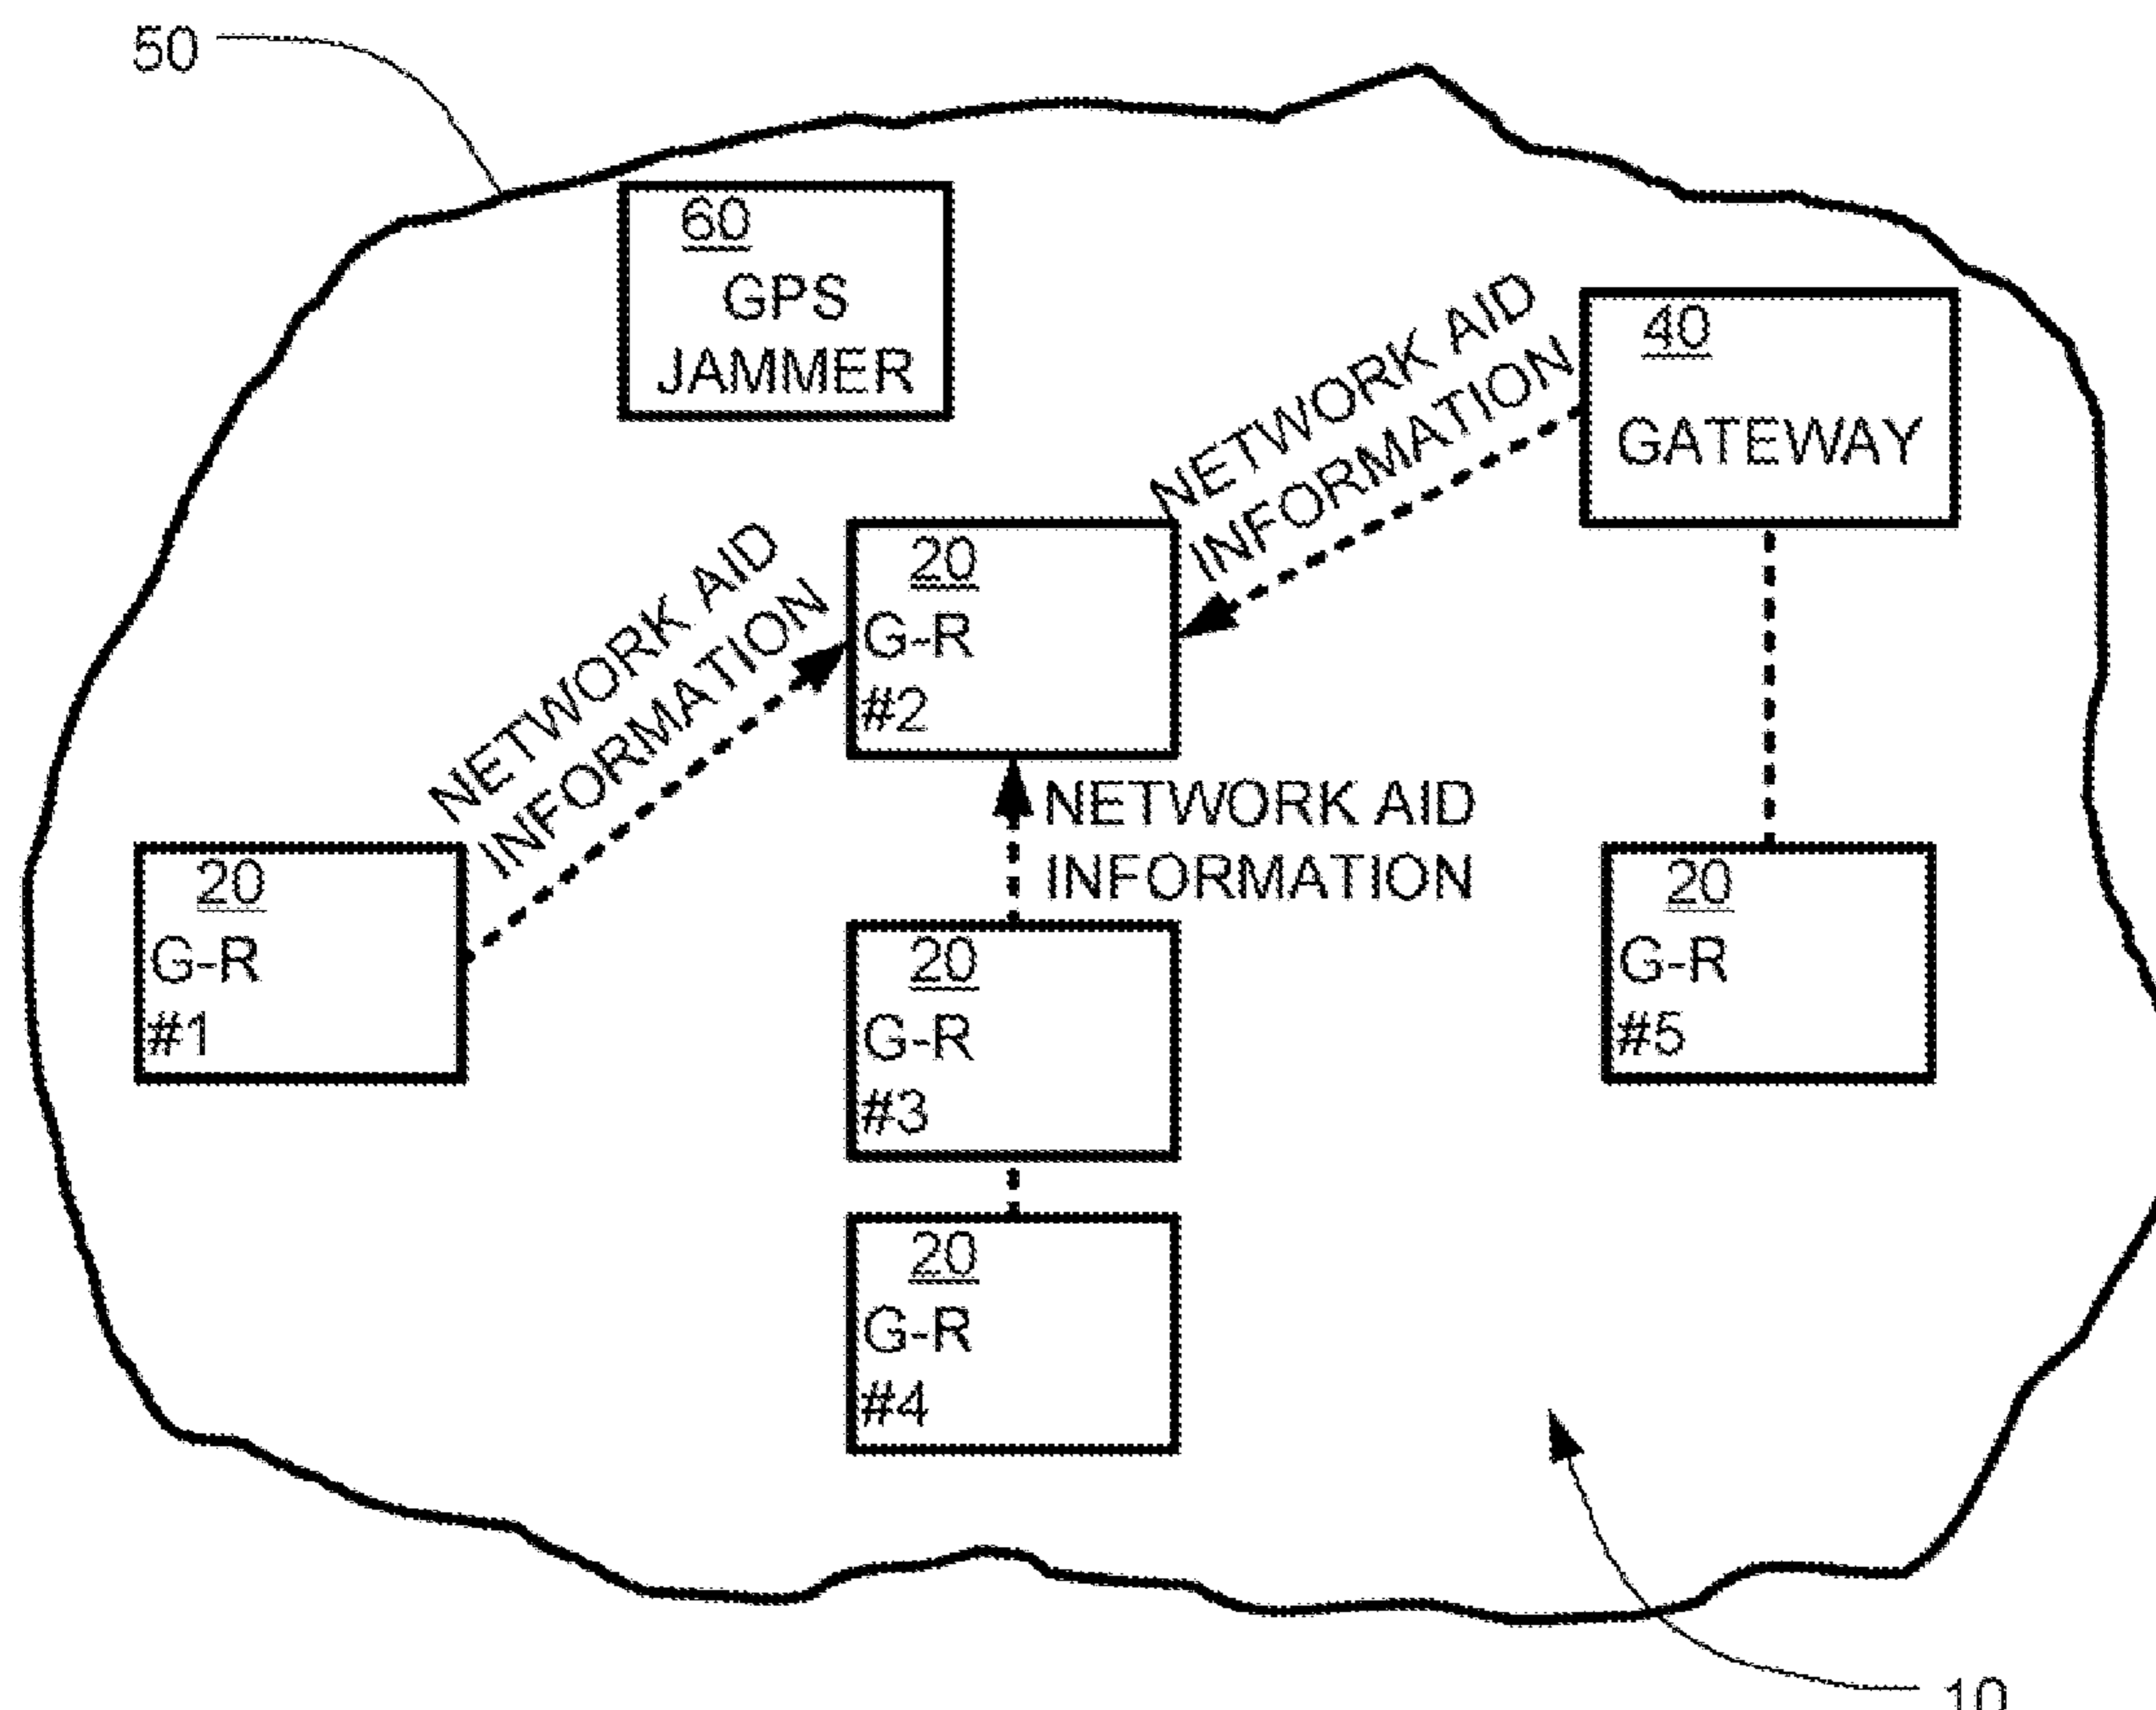 50
60
GPS
JAMMER
40
GATEWAY
NETWORK AID
INFORMATION
20
G-R
#2
NETWORK AID
INFORMATION
NETWORK AID
INFORMATION
20
G-R
#1
20
G-R
#3
20
G-R
#5
20
G-R
#4
10